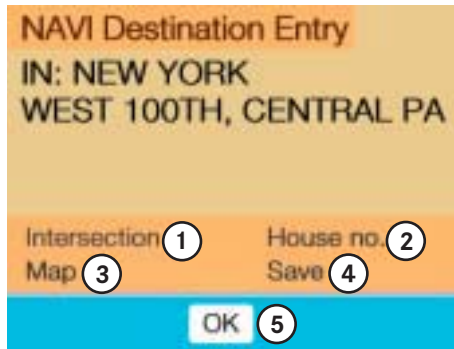 NAVI Destination Entry
IN: NEW YORK
WEST 100TH, CENTRAL PA
Intersection 1 House no. 2
Map 3 Save 4
OK 5